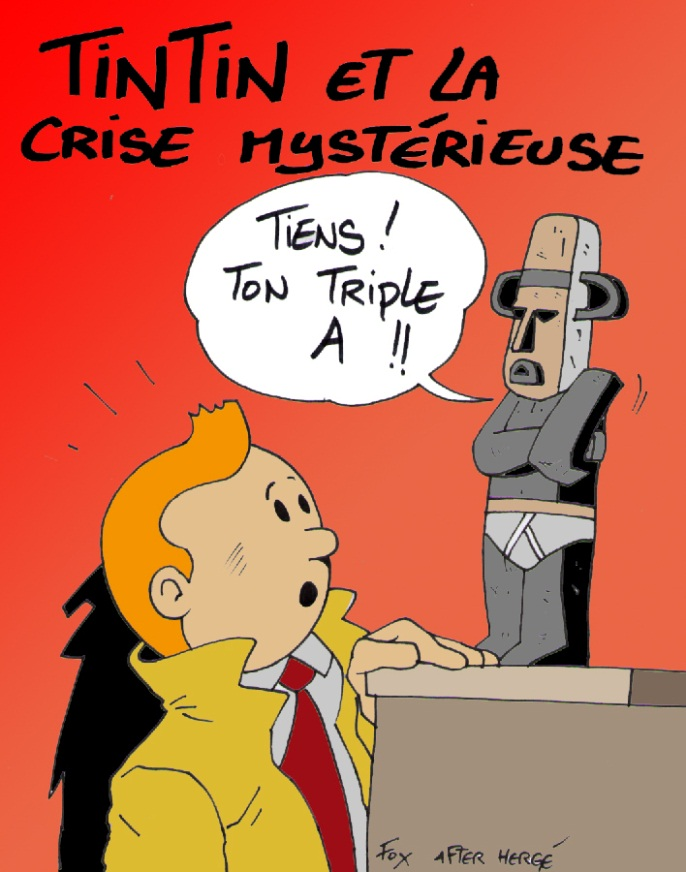 TINTIN ET LA
CRISE MYSTÉRIEUSE
TIENS !
TON TRIPLE
A !!
FOX AFTER HERGÉ